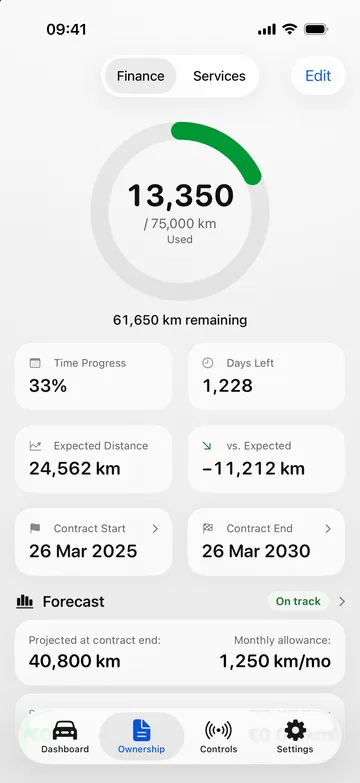 09:41
Finance Services Edit
13,350
/ 75,000 km
Used
61,650 km remaining
Time Progress
33%
Days Left
1,228
Expected Distance
24,562 km
vs. Expected
−11,212 km
Contract Start
26 Mar 2025
Contract End
26 Mar 2030
Forecast On track
Projected at contract end:
40,800 km
Monthly allowance:
1,250 km/mo
Dashboard Ownership Controls Settings